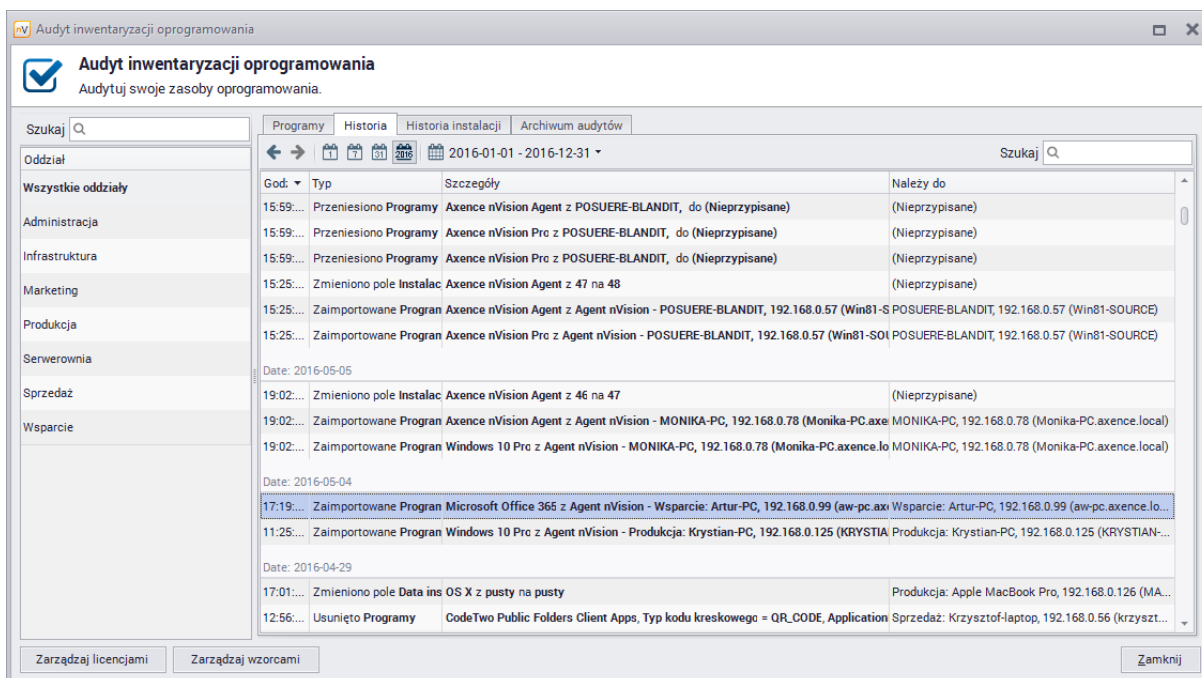 nV Audyt inwentaryzacji oprogramowania
Audyt inwentaryzacji oprogramowania
Audytuj swoje zasoby oprogramowania.
Szukaj
Oddział
Wszystkie oddziały
Administracja
Infrastruktura
Marketing
Produkcja
Serwerownia
Sprzedaż
Wsparcie
Programy Historia Historia instalacji Archiwum audytów
1 7 31 2016 2016-01-01 - 2016-12-31 Szukaj
God: Typ Szczegóły Należy do
15:59:... Przeniesiono Programy Axence nVision Agent z POSUERE-BLANDIT, do (Nieprzypisane) (Nieprzypisane)
15:59:... Przeniesiono Programy Axence nVision Pro z POSUERE-BLANDIT, do (Nieprzypisane) (Nieprzypisane)
15:59:... Przeniesiono Programy Axence nVision Pro z POSUERE-BLANDIT, do (Nieprzypisane) (Nieprzypisane)
15:25:... Zmieniono pole Instalac Axence nVision Agent z 47 na 48 (Nieprzypisane)
15:25:... Zaimportowane Program Axence nVision Agent z Agent nVision - POSUERE-BLANDIT, 192.168.0.57 (Win81-S POSUERE-BLANDIT, 192.168.0.57 (Win81-SOURCE)
15:25:... Zaimportowane Program Axence nVision Pro z Agent nVision - POSUERE-BLANDIT, 192.168.0.57 (Win81-SOU POSUERE-BLANDIT, 192.168.0.57 (Win81-SOURCE)
Date: 2016-05-05
19:02:... Zmieniono pole Instalac Axence nVision Agent z 46 na 47 (Nieprzypisane)
19:02:... Zaimportowane Program Axence nVision Agent z Agent nVision - MONIKA-PC, 192.168.0.78 (Monika-PC.axe MONIKA-PC, 192.168.0.78 (Monika-PC.axence.local)
19:02:... Zaimportowane Program Windows 10 Pro z Agent nVision - MONIKA-PC, 192.168.0.78 (Monika-PC.axence.lo MONIKA-PC, 192.168.0.78 (Monika-PC.axence.local)
Date: 2016-05-04
17:19:... Zaimportowane Program Microsoft Office 365 z Agent nVision - Wsparcie: Artur-PC, 192.168.0.99 (aw-pc.axe Wsparcie: Artur-PC, 192.168.0.99 (aw-pc.axence.lo...
11:25:... Zaimportowane Program Windows 10 Pro z Agent nVision - Produkcja: Krystian-PC, 192.168.0.125 (KRYSTIA Produkcja: Krystian-PC, 192.168.0.125 (KRYSTIAN-...
Date: 2016-04-29
17:01:... Zmieniono pole Data ins OS X z pusty na pusty Produkcja: Apple MacBook Pro, 192.168.0.126 (MA...
12:56:... Usunięto Programy CodeTwo Public Folders Client Apps, Typ kodu kreskowego = QR_CODE, Application Sprzedaż: Krzysztof-laptop, 192.168.0.56 (krzyszt...
Zarządzaj licencjami Zarządzaj wzorcami Zamknij